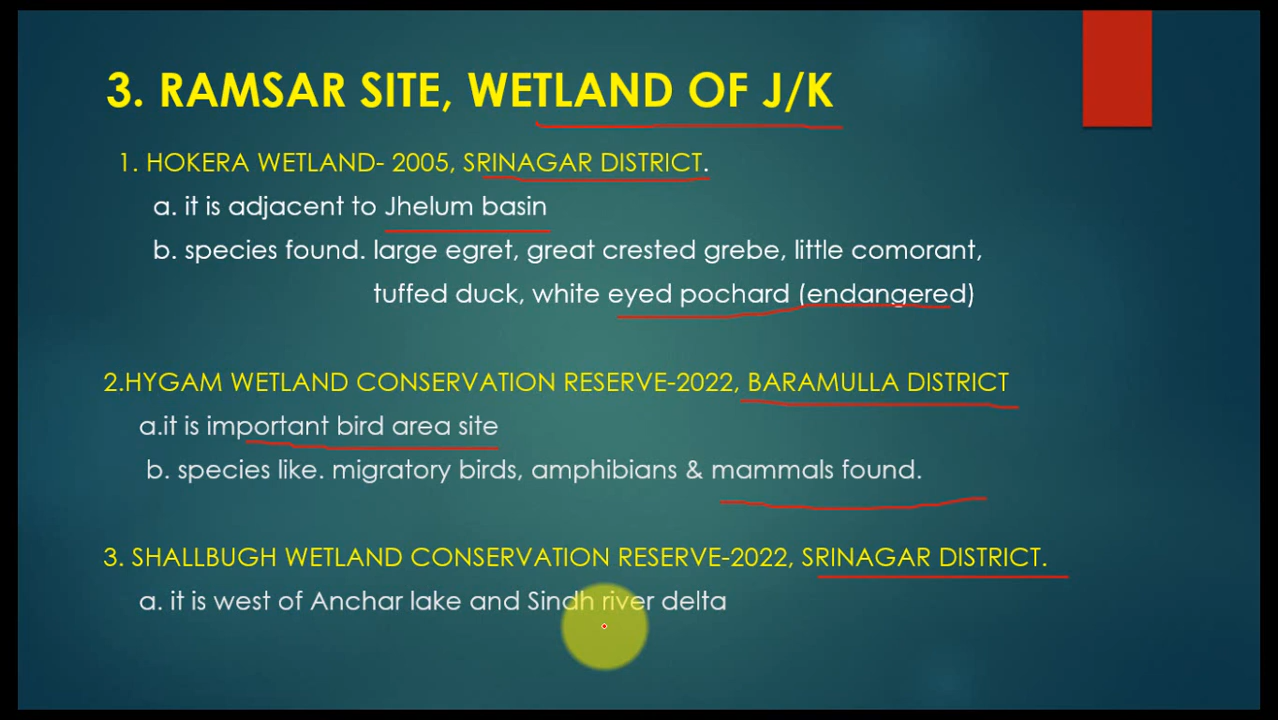 3. RAMSAR SITE, WETLAND OF J/K
1. HOKERA WETLAND- 2005, SRINAGAR DISTRICT.
a. it is adjacent to Jhelum basin
b. species found. large egret, great crested grebe, little comorant,
tuffed duck, white eyed pochard (endangered)
2.HYGAM WETLAND CONSERVATION RESERVE-2022, BARAMULLA DISTRICT
a.it is important bird area site
b. species like. migratory birds, amphibians & mammals found.
3. SHALLBUGH WETLAND CONSERVATION RESERVE-2022, SRINAGAR DISTRICT.
a. it is west of Anchar lake and Sindh river delta